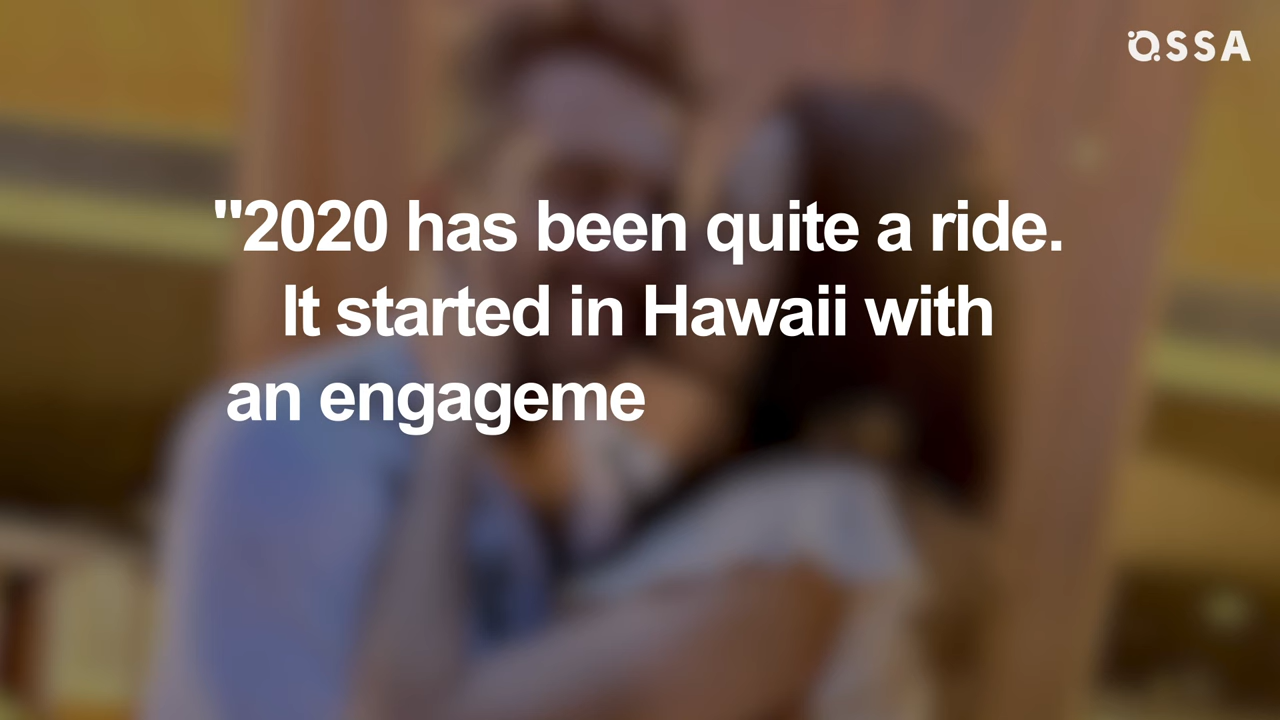 OSSA
"2020 has been quite a ride.
It started in Hawaii with
an engageme